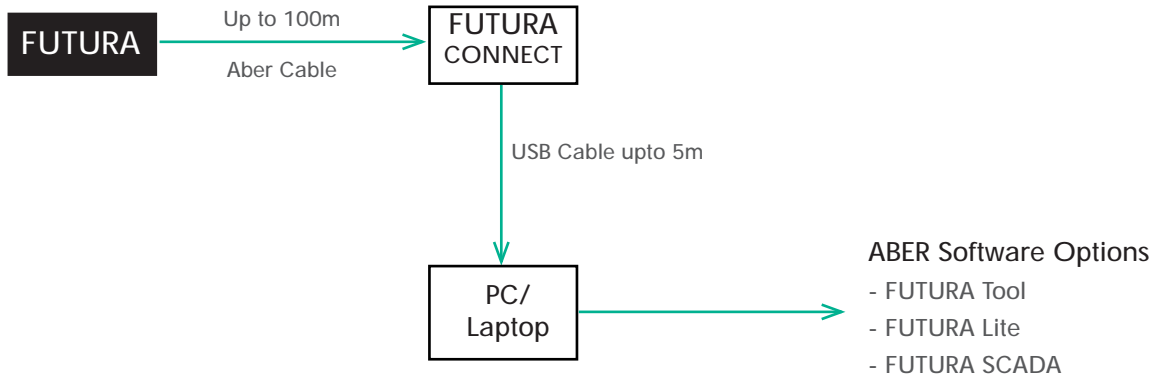 FUTURA
Up to 100m
Aber Cable
FUTURA
CONNECT
USB Cable upto 5m
PC/
Laptop
ABER Software Options
- FUTURA Tool
- FUTURA Lite
- FUTURA SCADA